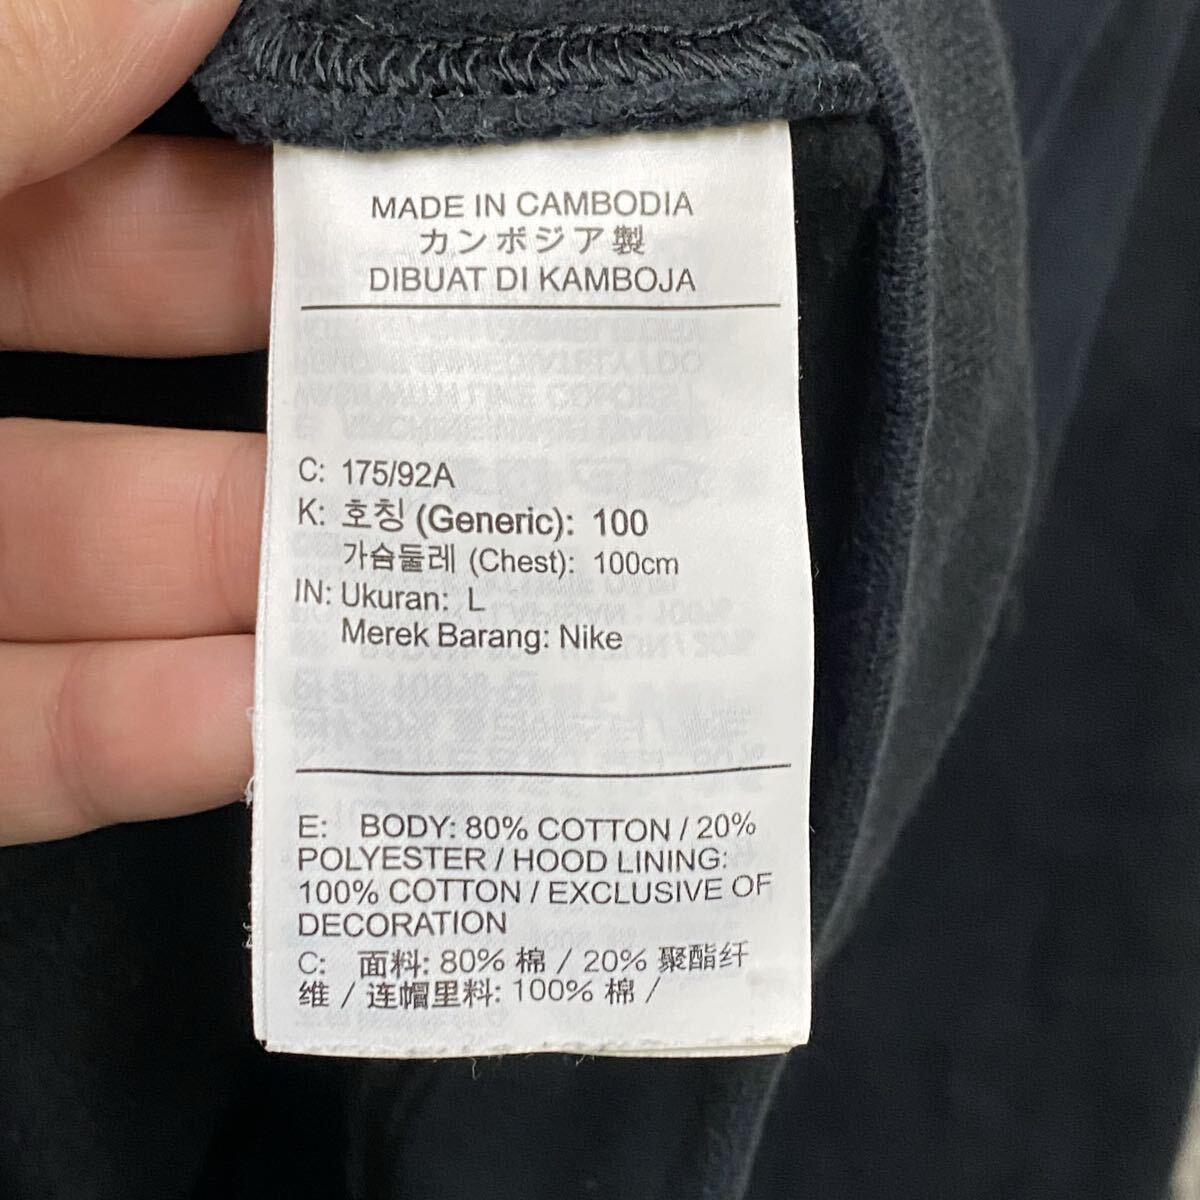 MADE IN CAMBODIA
カンボジア製
DIBUAT DI KAMBOJA
C: 175/92A
K: 호칭 (Generic): 100
가슴둘레 (Chest): 100cm
IN: Ukuran: L
Merek Barang: Nike
E: BODY: 80% COTTON / 20%
POLYESTER / HOOD LINING:
100% COTTON / EXCLUSIVE OF
DECORATION
C: 面料: 80% 棉 / 20% 聚酯纤
维 / 连帽里料: 100% 棉 /